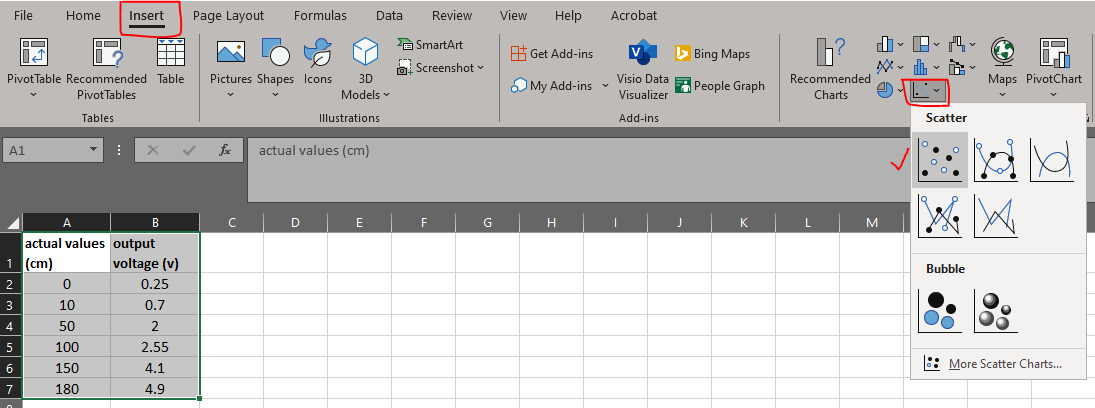 File Home Insert Page Layout Formulas Data Review View Help Acrobat
PivotTable Recommended PivotTables Table
Tables
Pictures Shapes Icons 3D Models
SmartArt
Screenshot
Illustrations
Get Add-ins
My Add-ins
Visio Data Visualizer
Bing Maps
People Graph
Add-ins
Recommended Charts
Maps PivotChart
Scatter
Bubble
More Scatter Charts...
A1 fx actual values (cm)
A B C D E F G H I J K L M
1 actual values (cm) output voltage (v)
2 0 0.25
3 10 0.7
4 50 2
5 100 2.55
6 150 4.1
7 180 4.9